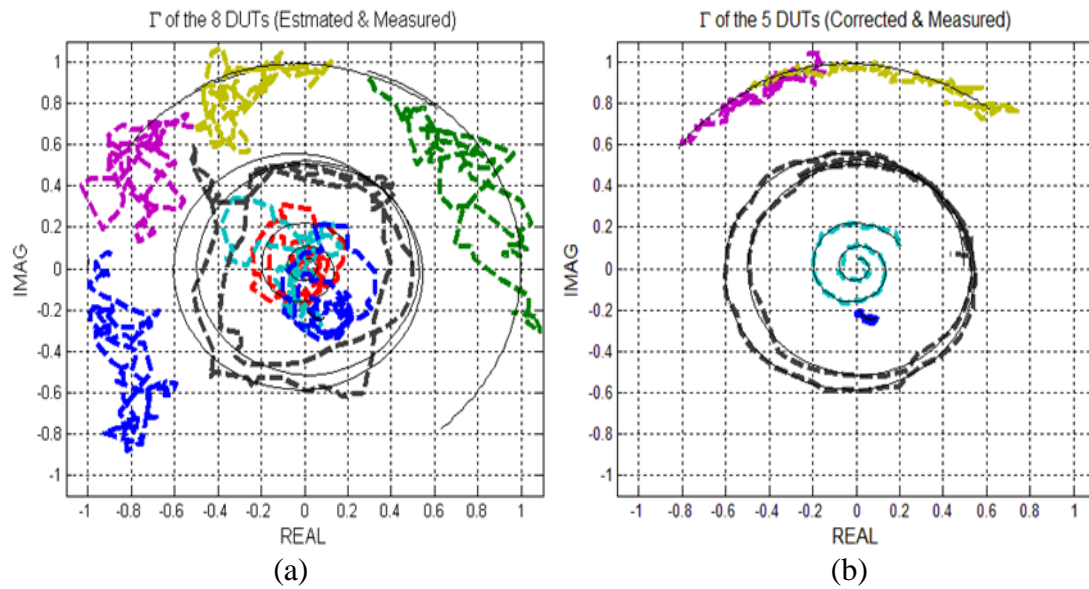 Γ of the 8 DUTs (Estmated & Measured)
1
0.8
0.6
0.4
0.2
0
-0.2
-0.4
-0.6
-0.8
-1
IMAG
-1 -0.8 -0.6 -0.4 -0.2 0 0.2 0.4 0.6 0.8 1
REAL
(a)
Γ of the 5 DUTs (Corrected & Measured)
1
0.8
0.6
0.4
0.2
0
-0.2
-0.4
-0.6
-0.8
-1
IMAG
-1 -0.8 -0.6 -0.4 -0.2 0 0.2 0.4 0.6 0.8 1
REAL
(b)